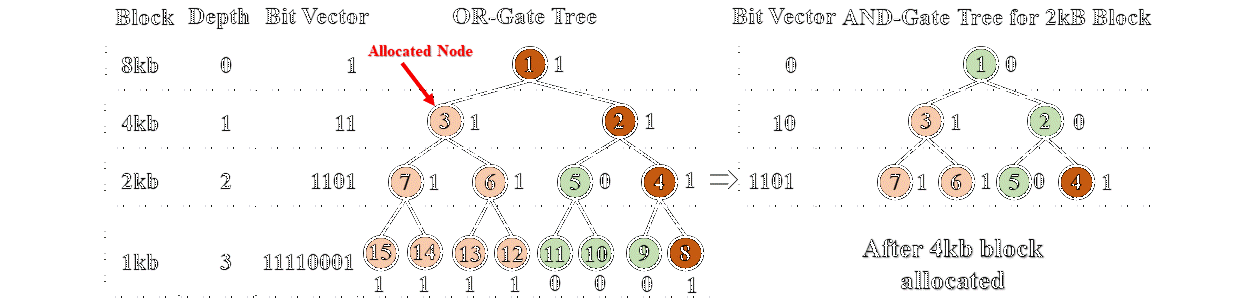 Block Depth Bit Vector OR-Gate Tree Bit Vector AND-Gate Tree for 2kB Block
Allocated Node
8kb 0 1 1 1 0 1 0
4kb 1 11 3 1 2 1 10 3 1 2 0
2kb 2 1101 7 1 6 1 5 0 4 1 1101 7 1 6 1 5 0 4 1
1kb 3 11110001 15 14 13 12 11 10 9 8
1 1 1 1 0 0 0 1
After 4kb block
allocated